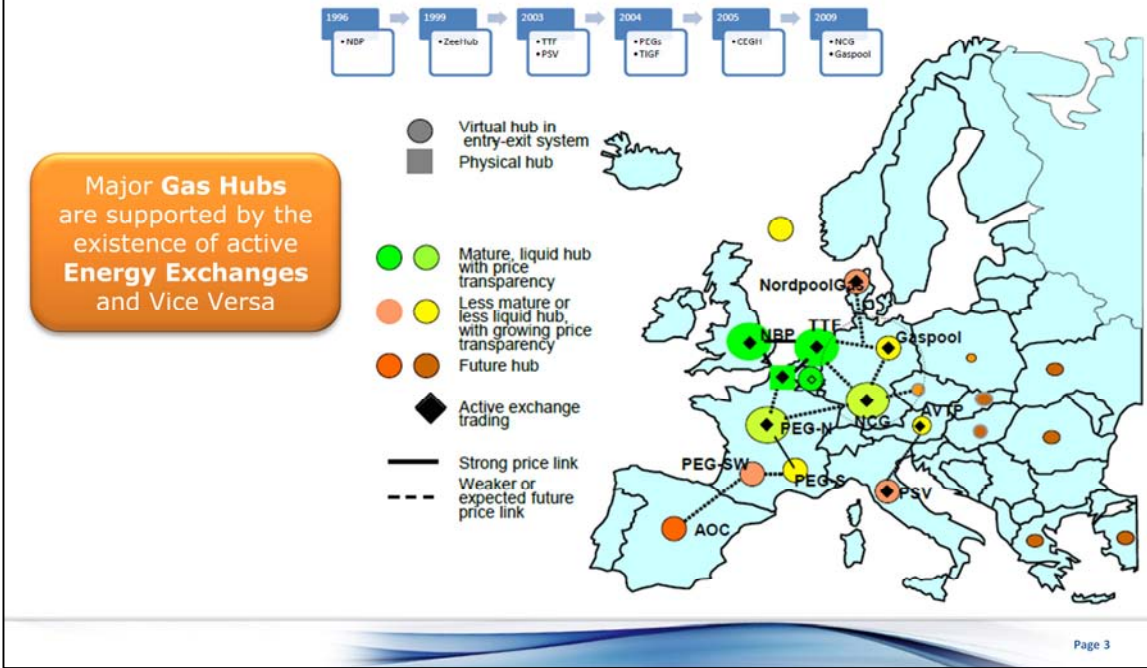 1996
• NBP
1999
• ZeeHub
2003
• TTF
• PSV
2004
• PEGs
• TIGF
2005
• CEGH
2009
• NCG
• Gaspool
Major Gas Hubs
are supported by the
existence of active
Energy Exchanges
and Vice Versa
Virtual hub in
entry-exit system
Physical hub
Mature, liquid hub
with price
transparency
Less mature or
less liquid hub,
with growing price
transparency
Future hub
Active exchange
trading
Strong price link
Weaker or
expected future
price link
NordpoolGas
NBP
TTF
Gaspool
NCG
AVTP
PEG-N
PEG-SW
PEG-S
PSV
AOC
Page 3